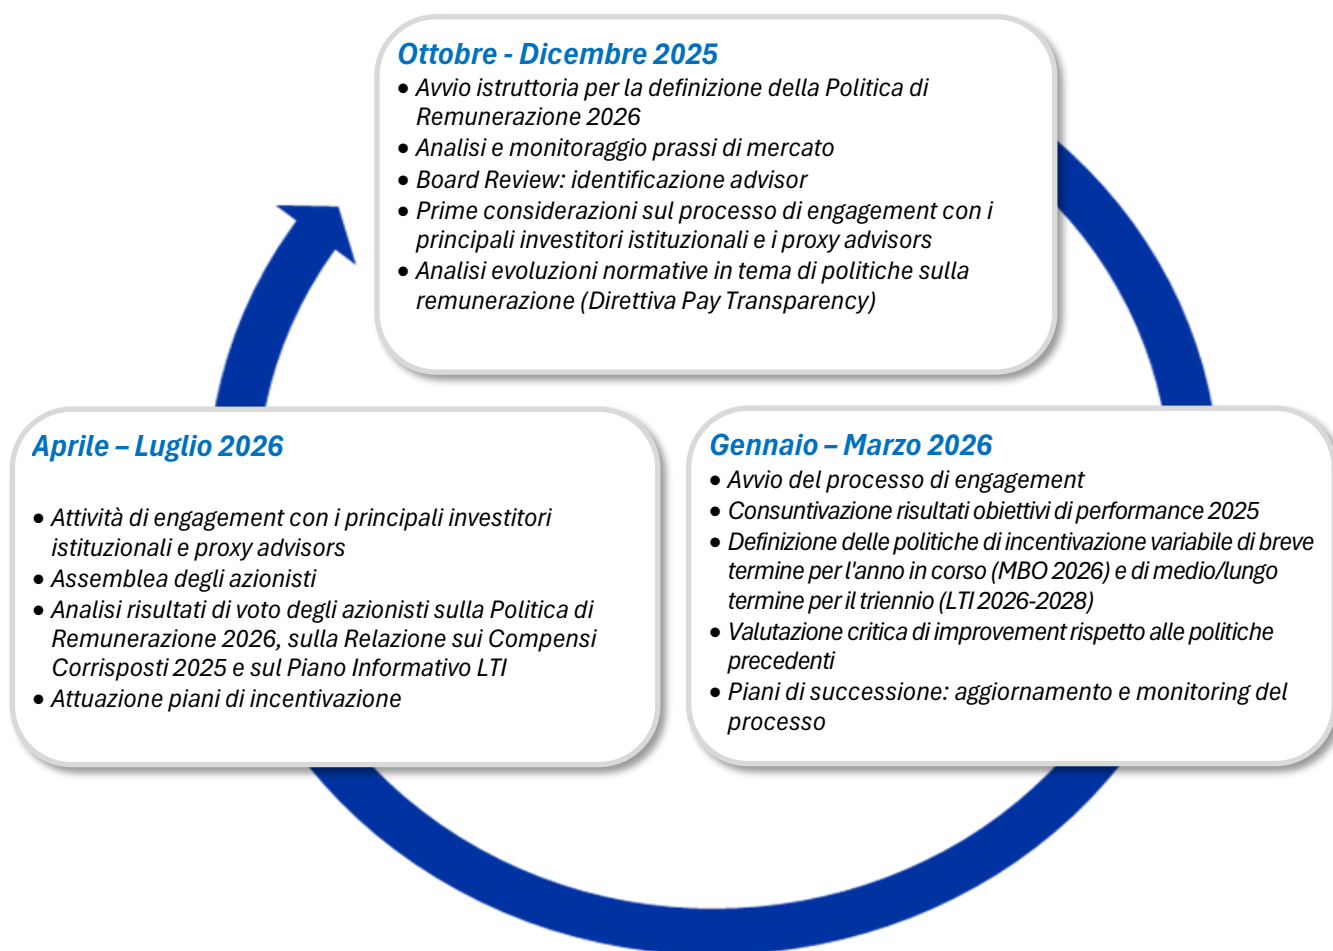 Ottobre - Dicembre 2025
• Avvio istruttoria per la definizione della Politica di
Remunerazione 2026
• Analisi e monitoraggio prassi di mercato
• Board Review: identificazione advisor
• Prime considerazioni sul processo di engagement con i
principali investitori istituzionali e i proxy advisors
• Analisi evoluzioni normative in tema di politiche sulla
remunerazione (Direttiva Pay Transparency)
Gennaio – Marzo 2026
• Avvio del processo di engagement
• Consuntivazione risultati obiettivi di performance 2025
• Definizione delle politiche di incentivazione variabile di breve
termine per l'anno in corso (MBO 2026) e di medio/lungo
termine per il triennio (LTI 2026-2028)
• Valutazione critica di improvement rispetto alle politiche
precedenti
• Piani di successione: aggiornamento e monitoring del
processo
Aprile – Luglio 2026
• Attività di engagement con i principali investitori
istituzionali e proxy advisors
• Assemblea degli azionisti
• Analisi risultati di voto degli azionisti sulla Politica di
Remunerazione 2026, sulla Relazione sui Compensi
Corrisposti 2025 e sul Piano Informativo LTI
• Attuazione piani di incentivazione